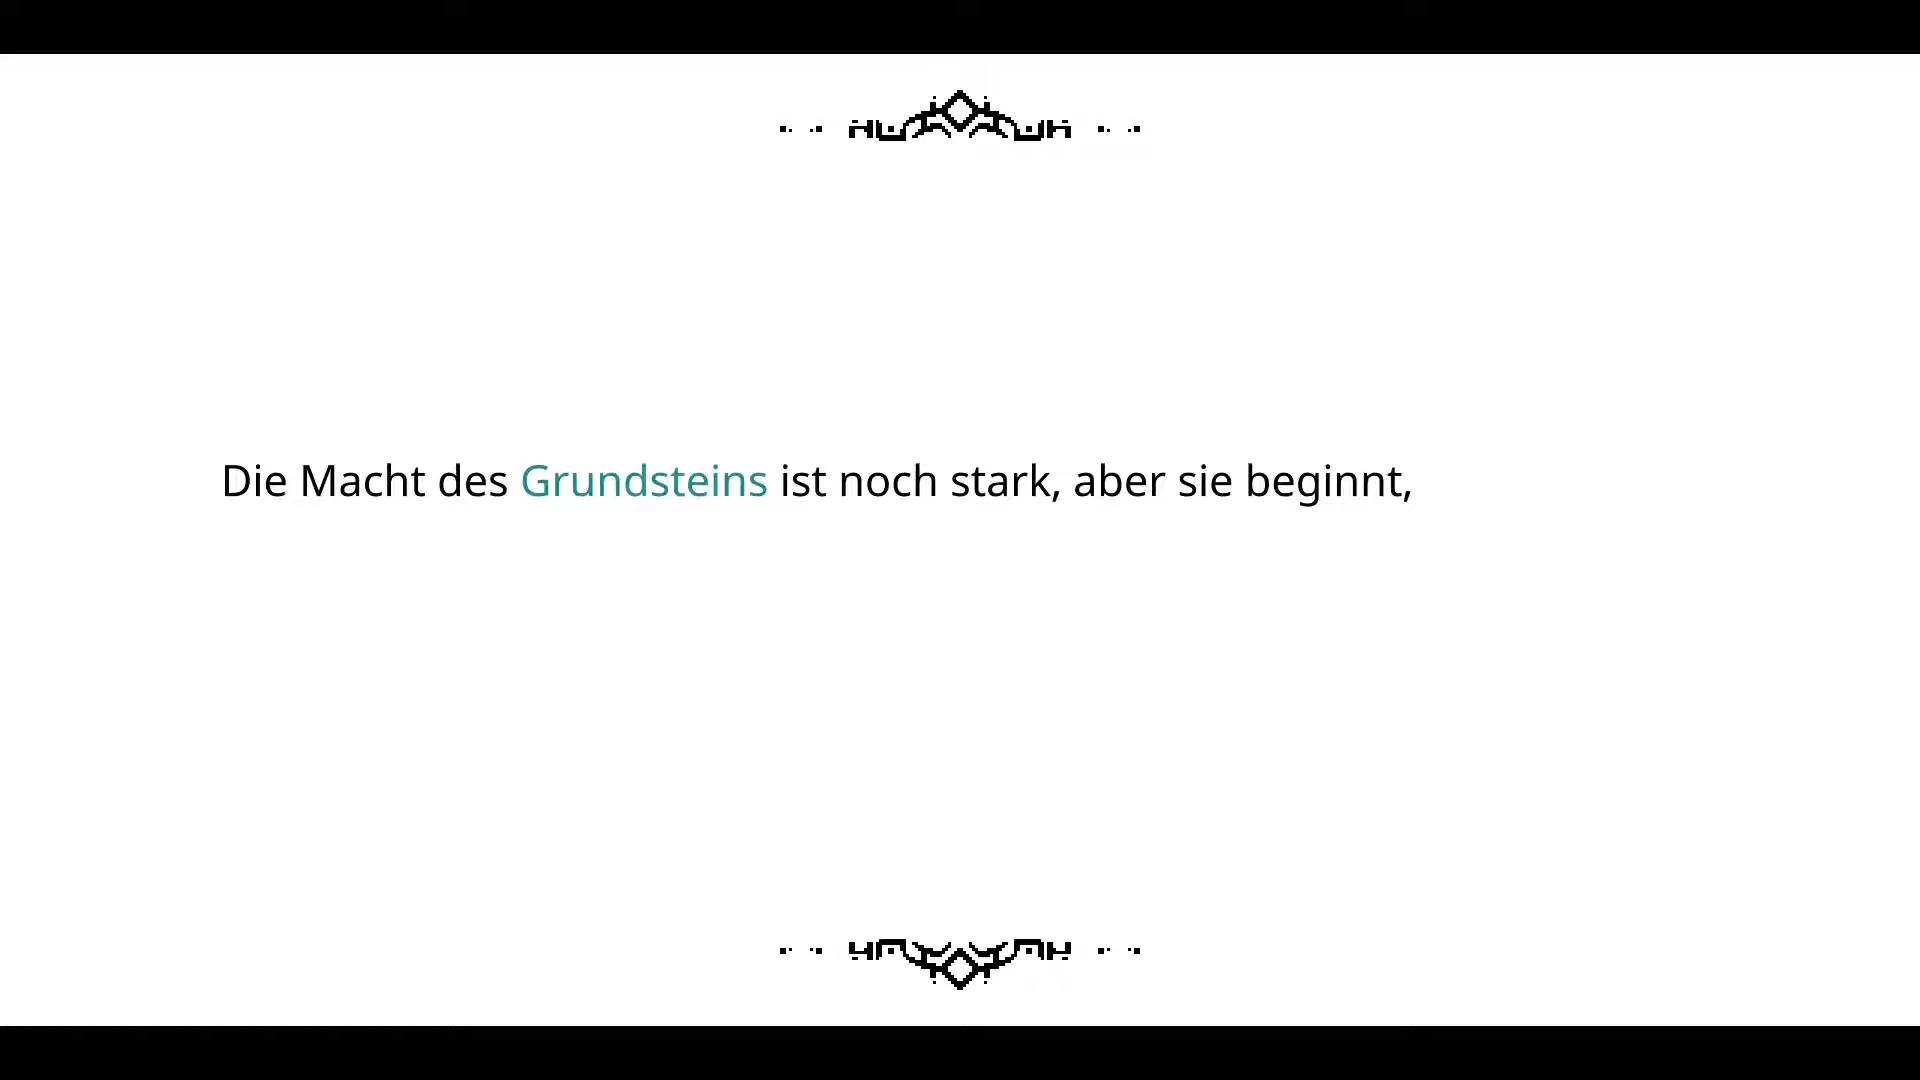 Die Macht des Grundsteins ist noch stark, aber sie beginnt,